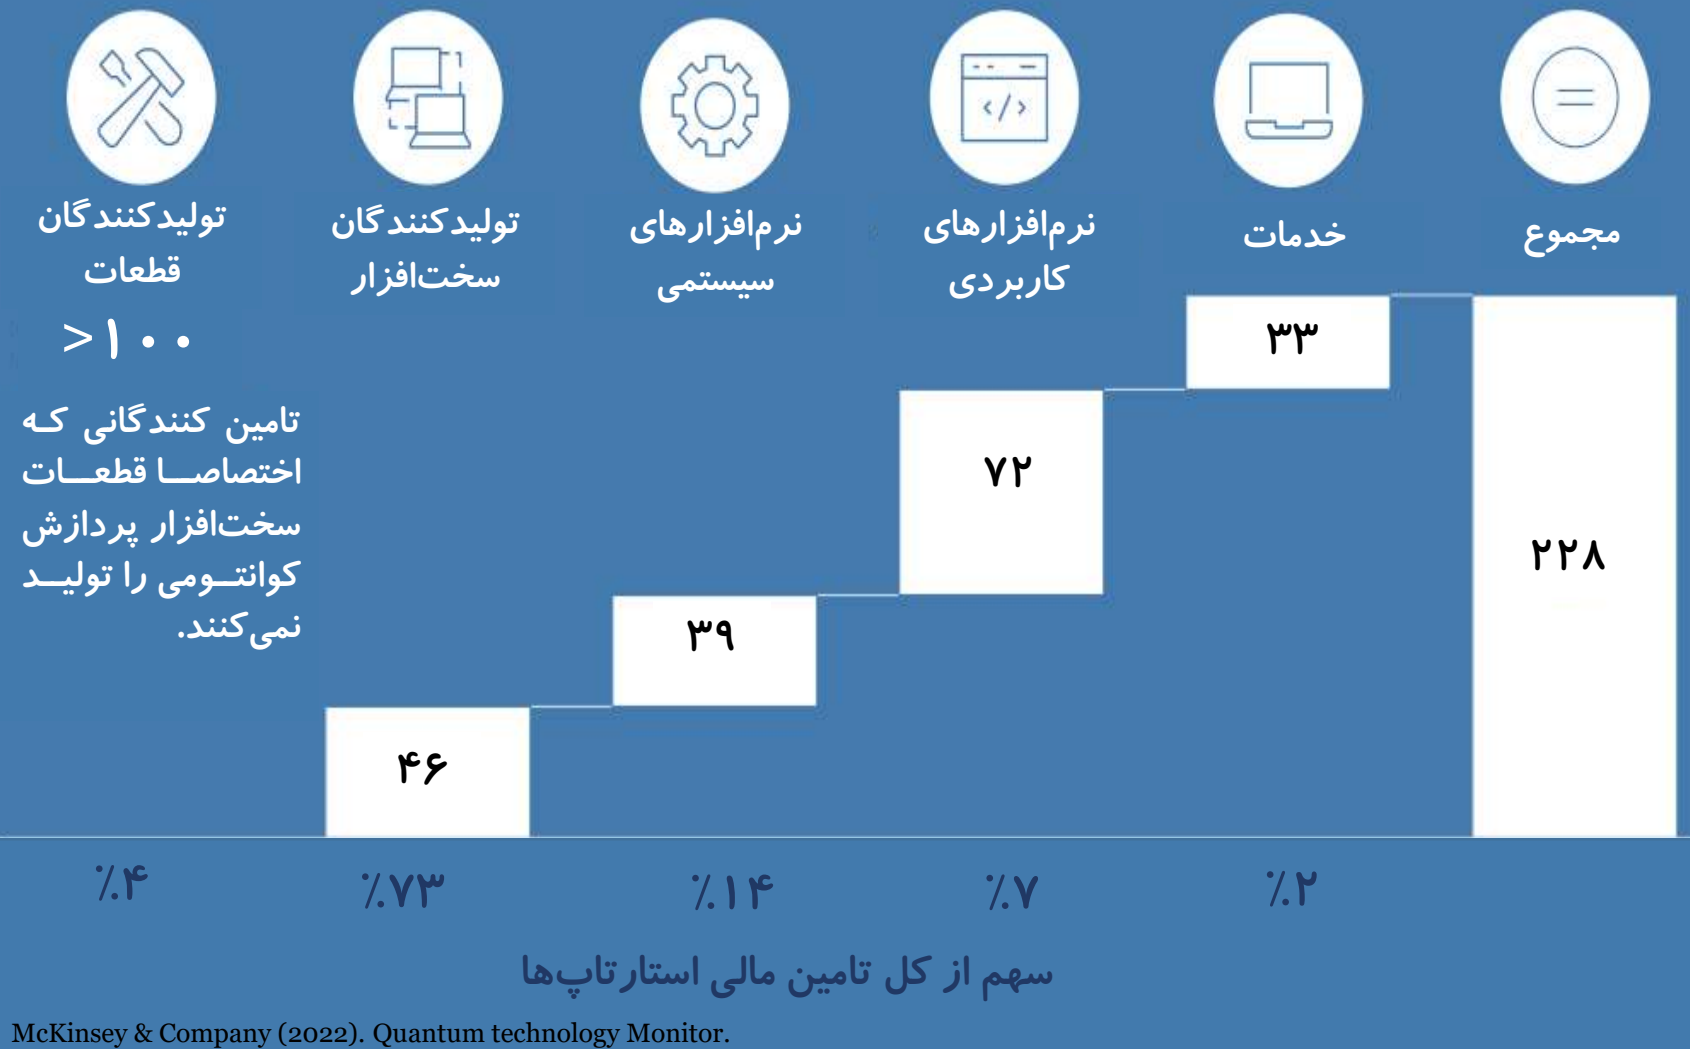 تولیدکنندگان
قطعات
>۱۰۰
تامین کنندگانی که
اختصاصا قطعات
سخت‌افزار پردازش
کوانتومی را تولید
نمی‌کنند.
تولیدکنندگان
سخت‌افزار
نرم‌افزارهای
سیستمی
نرم‌افزارهای
کاربردی
خدمات
مجموع
۴۶
۳۹
۷۲
۳۳
۲۲۸
٪۴
٪۷۳
٪۱۴
٪۷
٪۲
سهم از کل تامین مالی استارتاپ‌ها
McKinsey & Company (2022). Quantum technology Monitor.